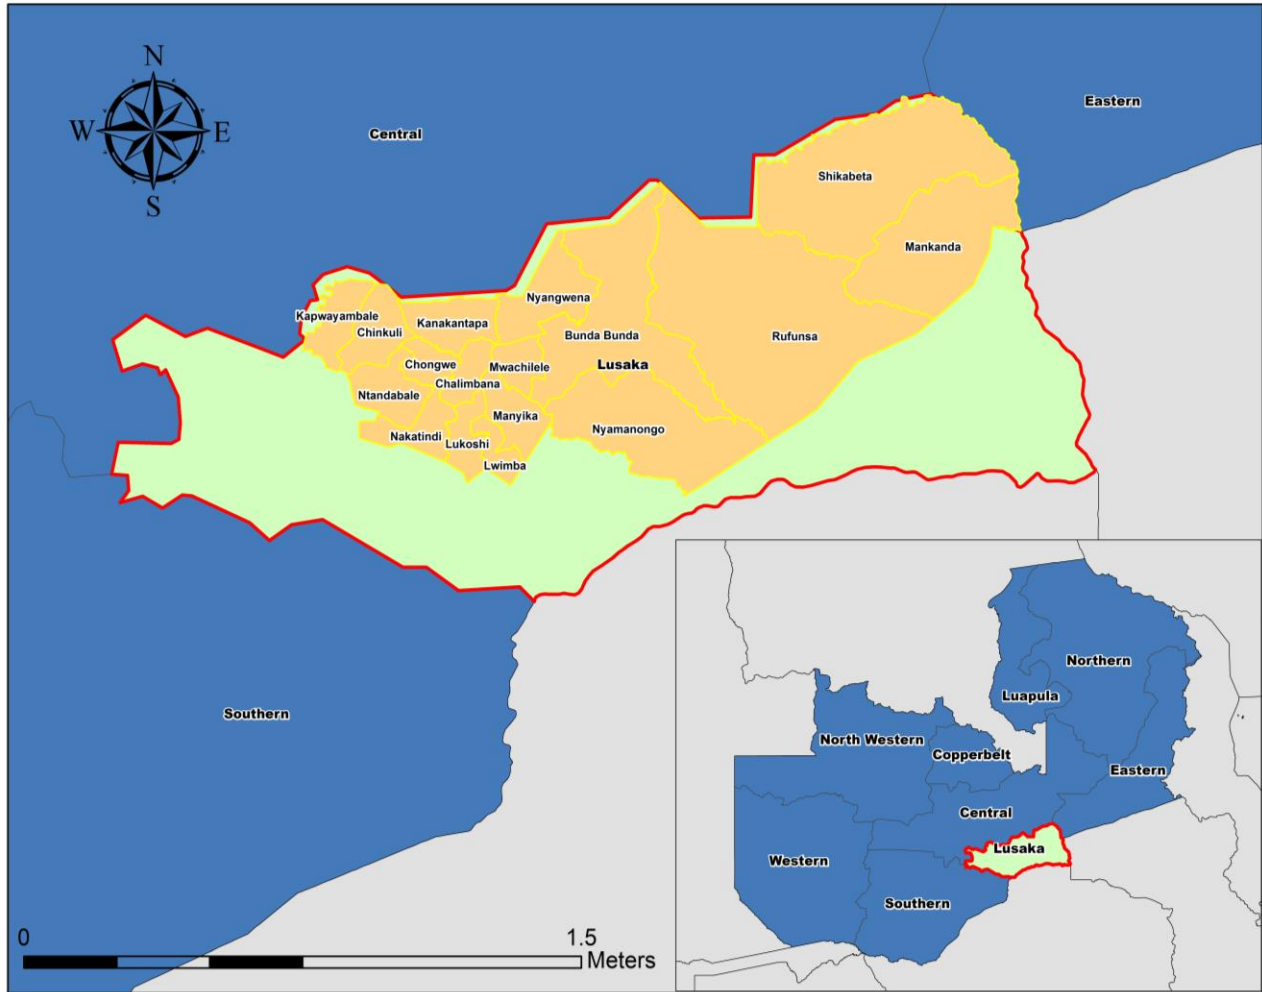 N
W
E
S
Central
Eastern
Shikabeta
Mankanda
Nyangwena
Kapwayambale
Chinkuli
Kanakantapa
Bunda Bunda
Rufunsa
Chongwe
Mwachilele
Lusaka
Chalimbana
Ntandabale
Manyika
Nyamanongo
Nakatindi
Lukoshi
Lwimba
Southern
Northern
Luapula
North Western
Copperbelt
Eastern
Central
Lusaka
Western
Southern
0
1.5
Meters